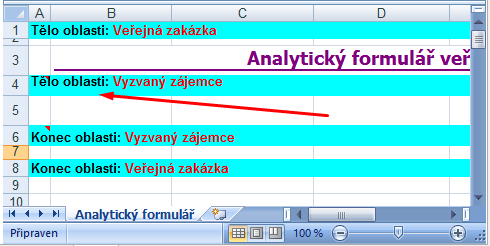 A B C D
1 Tělo oblasti: Veřejná zakázka
2
3 Analytický formulář veř
4 Tělo oblasti: Vyzvaný zájemce
5
6 Konec oblasti: Vyzvaný zájemce
7
8 Konec oblasti: Veřejná zakázka
9
10
Analytický formulář
Připraven 100 %